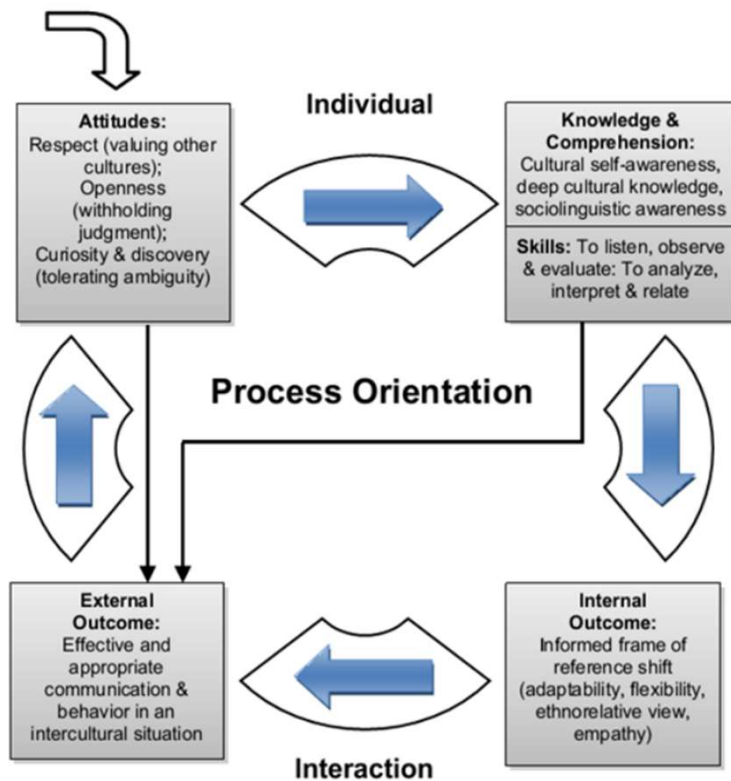 Individual
Attitudes:
Respect (valuing other
cultures);
Openness
(withholding
judgment);
Curiosity & discovery
(tolerating ambiguity)
Knowledge &
Comprehension:
Cultural self-awareness,
deep cultural knowledge,
sociolinguistic awareness
Skills: To listen, observe
& evaluate: To analyze,
interpret & relate
Process Orientation
External
Outcome:
Effective and
appropriate
communication &
behavior in an
intercultural situation
Internal
Outcome:
Informed frame of
reference shift
(adaptability, flexibility,
ethnorelative view,
empathy)
Interaction